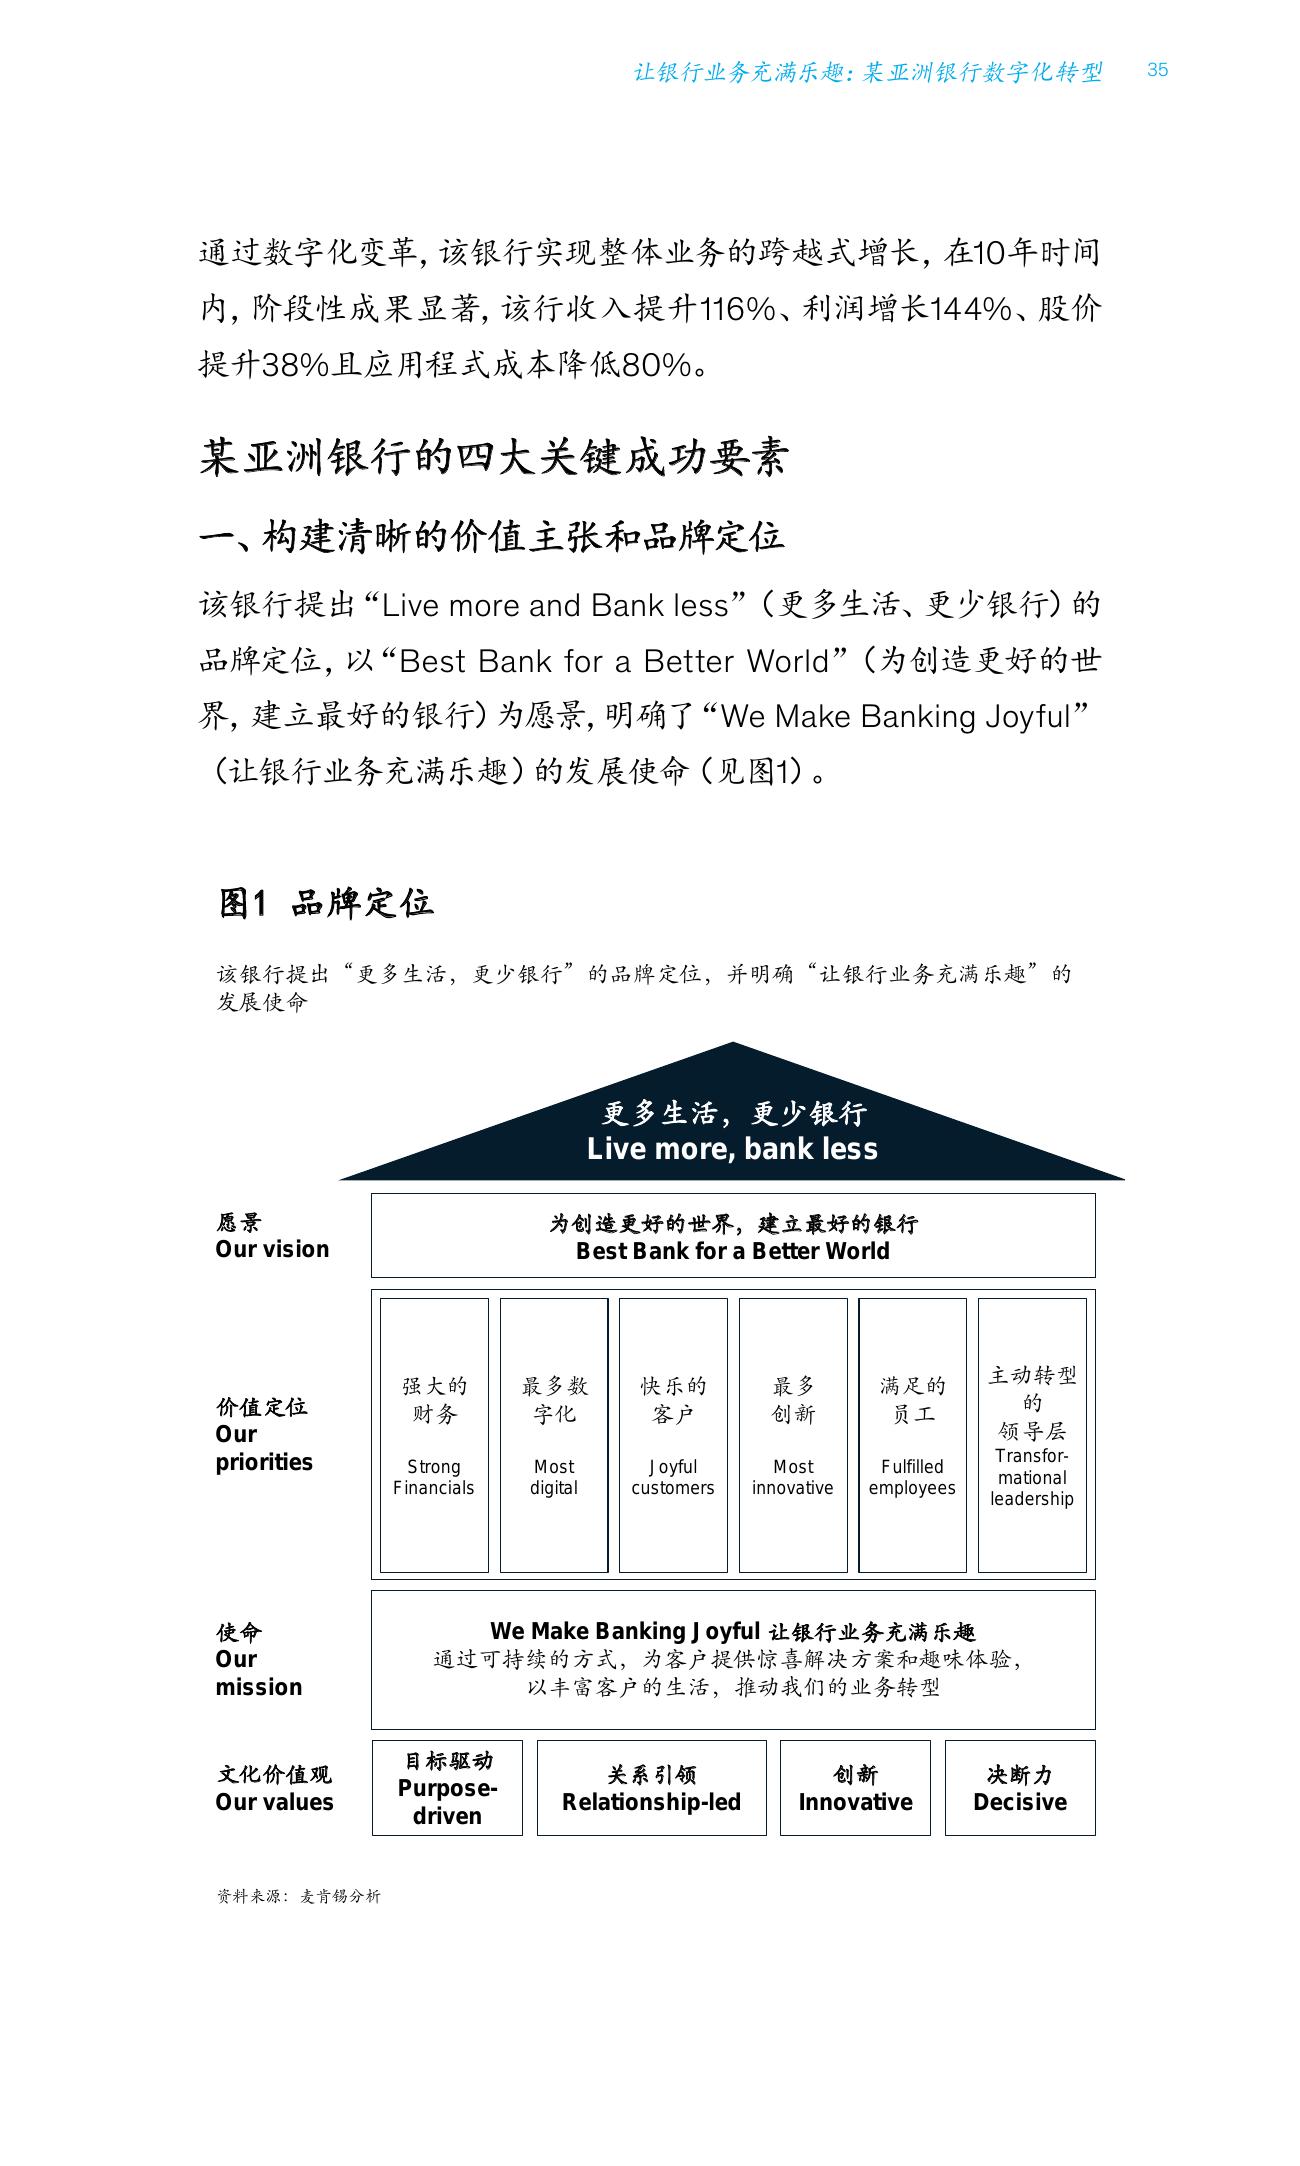 让银行业务充满乐趣：某亚洲银行数字化转型 35
通过数字化变革，该银行实现整体业务的跨越式增长，在10年时间
内，阶段性成果显著，该行收入提升116%、利润增长144%、股价
提升38%且应用程式成本降低80%。
某亚洲银行的四大关键成功要素
一、构建清晰的价值主张和品牌定位
该银行提出“Live more and Bank less”（更多生活、更少银行）的
品牌定位，以“Best Bank for a Better World”（为创造更好的世
界，建立最好的银行）为愿景，明确了“We Make Banking Joyful”
（让银行业务充满乐趣）的发展使命（见图1）。
图1 品牌定位
该银行提出“更多生活，更少银行”的品牌定位，并明确“让银行业务充满乐趣”的
发展使命
更多生活，更少银行
Live more, bank less
愿景
Our vision
为创造更好的世界，建立最好的银行
Best Bank for a Better World
价值定位
Our
priorities
强大的
财务
Strong
Financials
最多数
字化
Most
digital
快乐的
客户
Joyful
customers
最多
创新
Most
innovative
满足的
员工
Fulfilled
employees
主动转型
的
领导层
Transfor-
mational
leadership
使命
Our
mission
We Make Banking Joyful 让银行业务充满乐趣
通过可持续的方式，为客户提供惊喜解决方案和趣味体验，
以丰富客户的生活，推动我们的业务转型
文化价值观
Our values
目标驱动
Purpose-
driven
关系引领
Relationship-led
创新
Innovative
决断力
Decisive
资料来源：麦肯锡分析